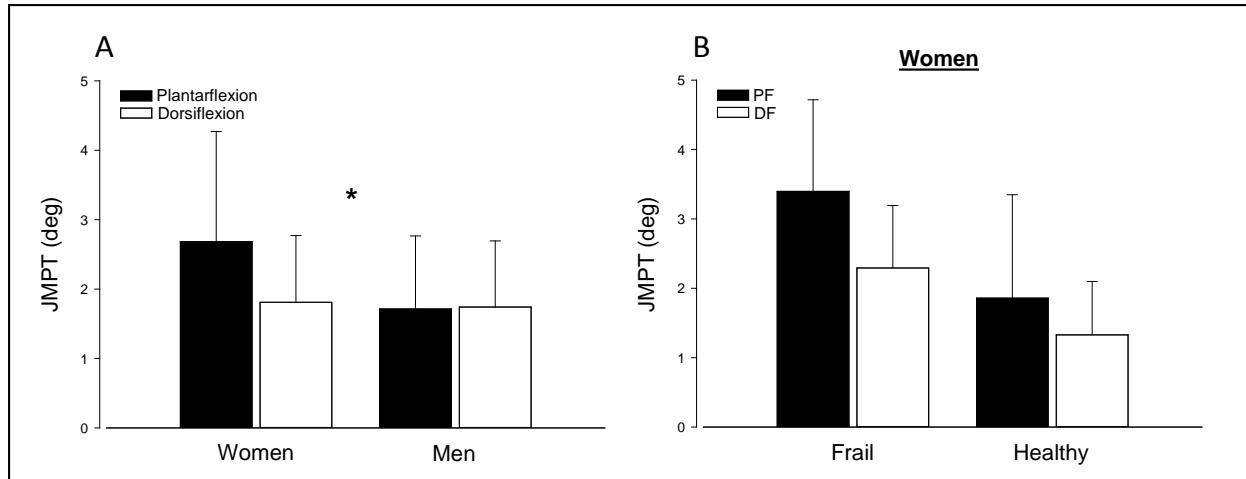 A
Plantarflexion
Dorsiflexion
5
4
3
2
1
0
JMPT (deg)
*
Women Men
B
Women
PF
DF
5
4
3
2
1
0
JMPT (deg)
Frail Healthy